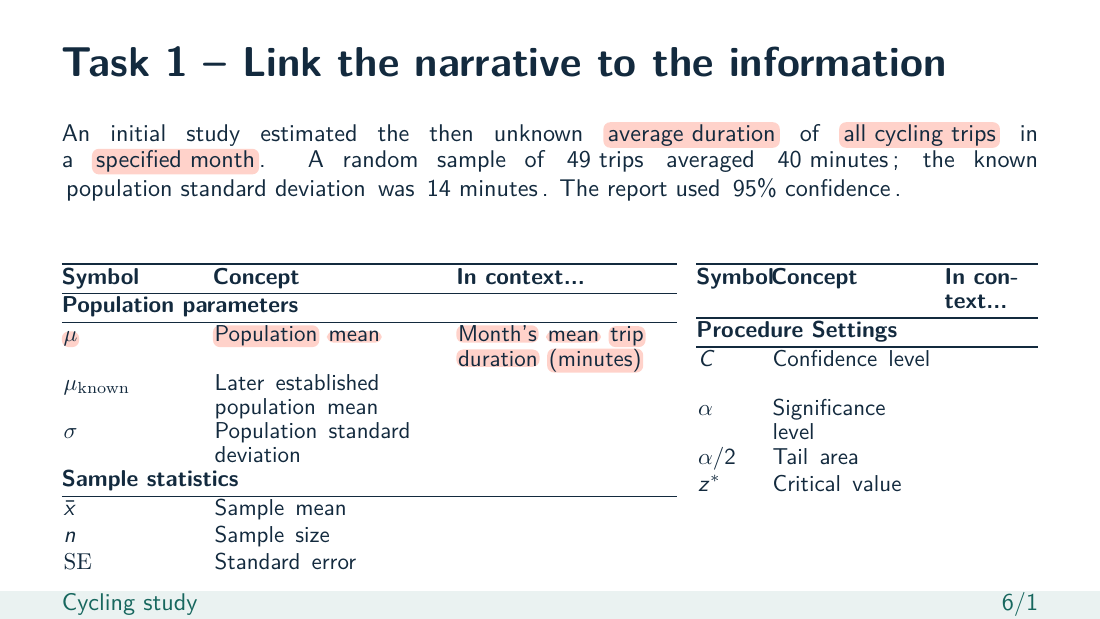 Task 1 – Link the narrative to the information
An initial study estimated the then unknown average duration of all cycling trips in
a specified month. A random sample of 49 trips averaged 40 minutes; the known
population standard deviation was 14 minutes. The report used 95% confidence.
Symbol Concept In context...
Population parameters
μ Population mean Month's mean trip
duration (minutes)
μknown Later established
population mean
σ Population standard
deviation
Sample statistics
x̄ Sample mean
n Sample size
SE Standard error
Symbol Concept In con-
text...
Procedure Settings
C Confidence level
α Significance
level
α/2 Tail area
z* Critical value
Cycling study 6/1